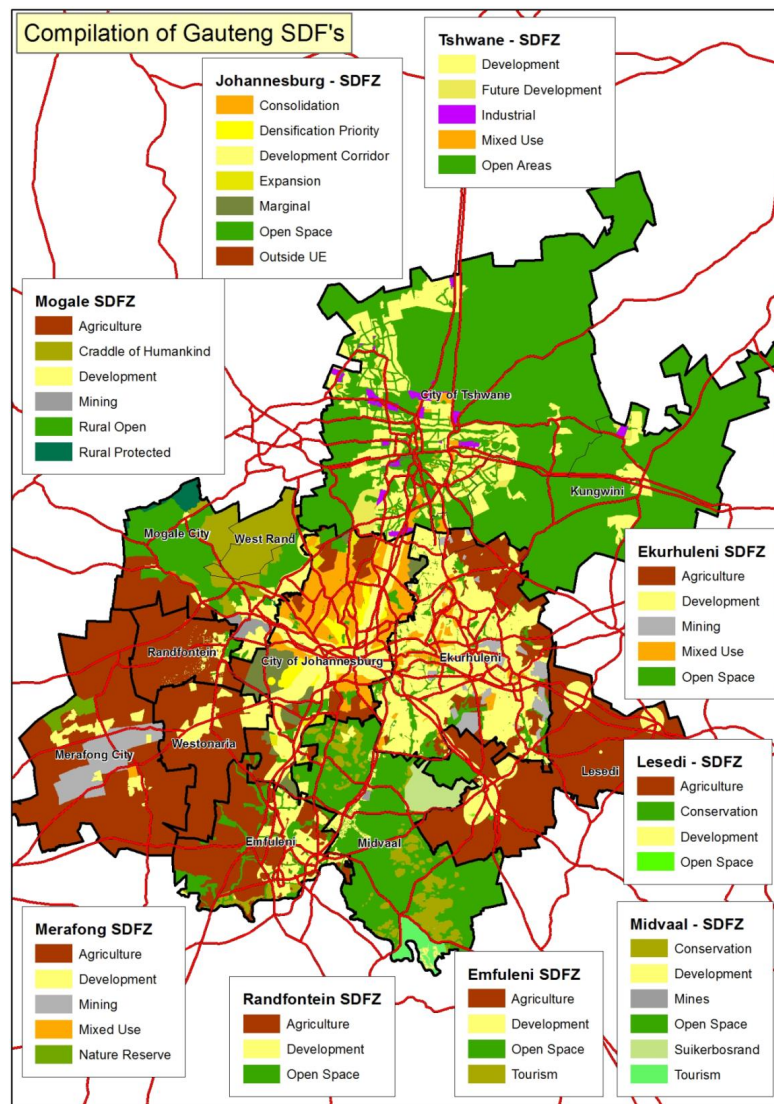 Compilation of Gauteng SDF's
Tshwane - SDFZ
Development
Future Development
Industrial
Mixed Use
Open Areas
Johannesburg - SDFZ
Consolidation
Densification Priority
Development Corridor
Expansion
Marginal
Open Space
Outside UE
Mogale SDFZ
Agriculture
Craddle of Humankind
Development
Mining
Rural Open
Rural Protected
City of Tshwane
Kungwini
Mogale City
West Rand
Randfontein
City of Johannesburg
Ekurhuleni
Merafong City
Westonaria
Lesedi
Emfuleni
Midvaal
Ekurhuleni SDFZ
Agriculture
Development
Mining
Mixed Use
Open Space
Lesedi - SDFZ
Agriculture
Conservation
Development
Open Space
Merafong SDFZ
Agriculture
Development
Mining
Mixed Use
Nature Reserve
Randfontein SDFZ
Agriculture
Development
Open Space
Emfuleni SDFZ
Agriculture
Development
Open Space
Tourism
Midvaal - SDFZ
Conservation
Development
Mines
Open Space
Suikerbosrand
Tourism